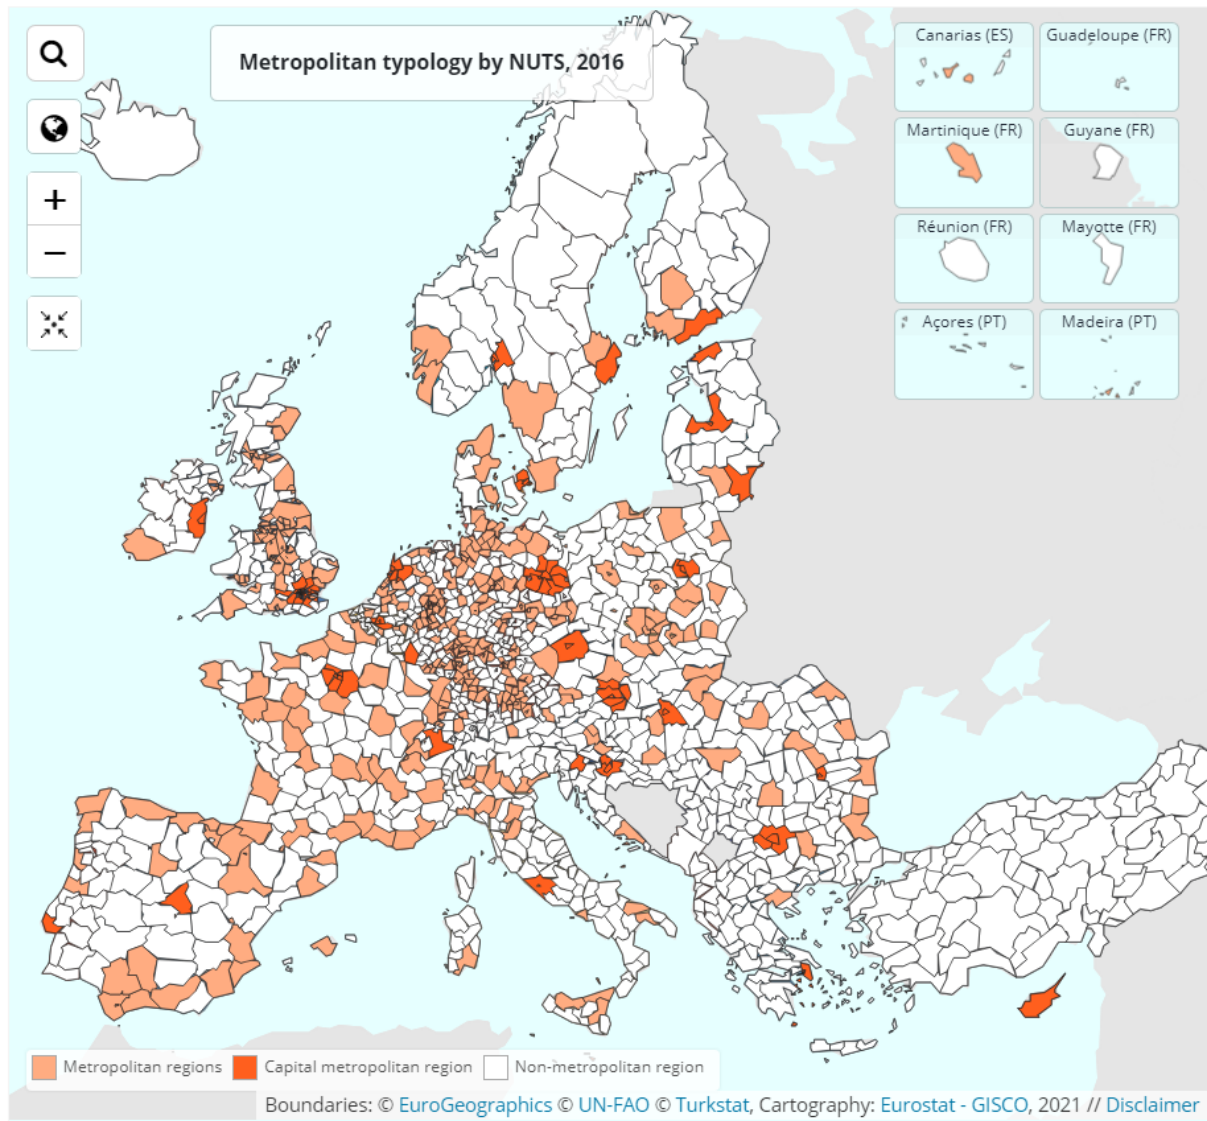 Metropolitan typology by NUTS, 2016
+
−
Canarias (ES)
Guadeloupe (FR)
Martinique (FR)
Guyane (FR)
Réunion (FR)
Mayotte (FR)
Açores (PT)
Madeira (PT)
Metropolitan regions
Capital metropolitan region
Non-metropolitan region
Boundaries: © EuroGeographics © UN-FAO © Turkstat, Cartography: Eurostat - GISCO, 2021 // Disclaimer